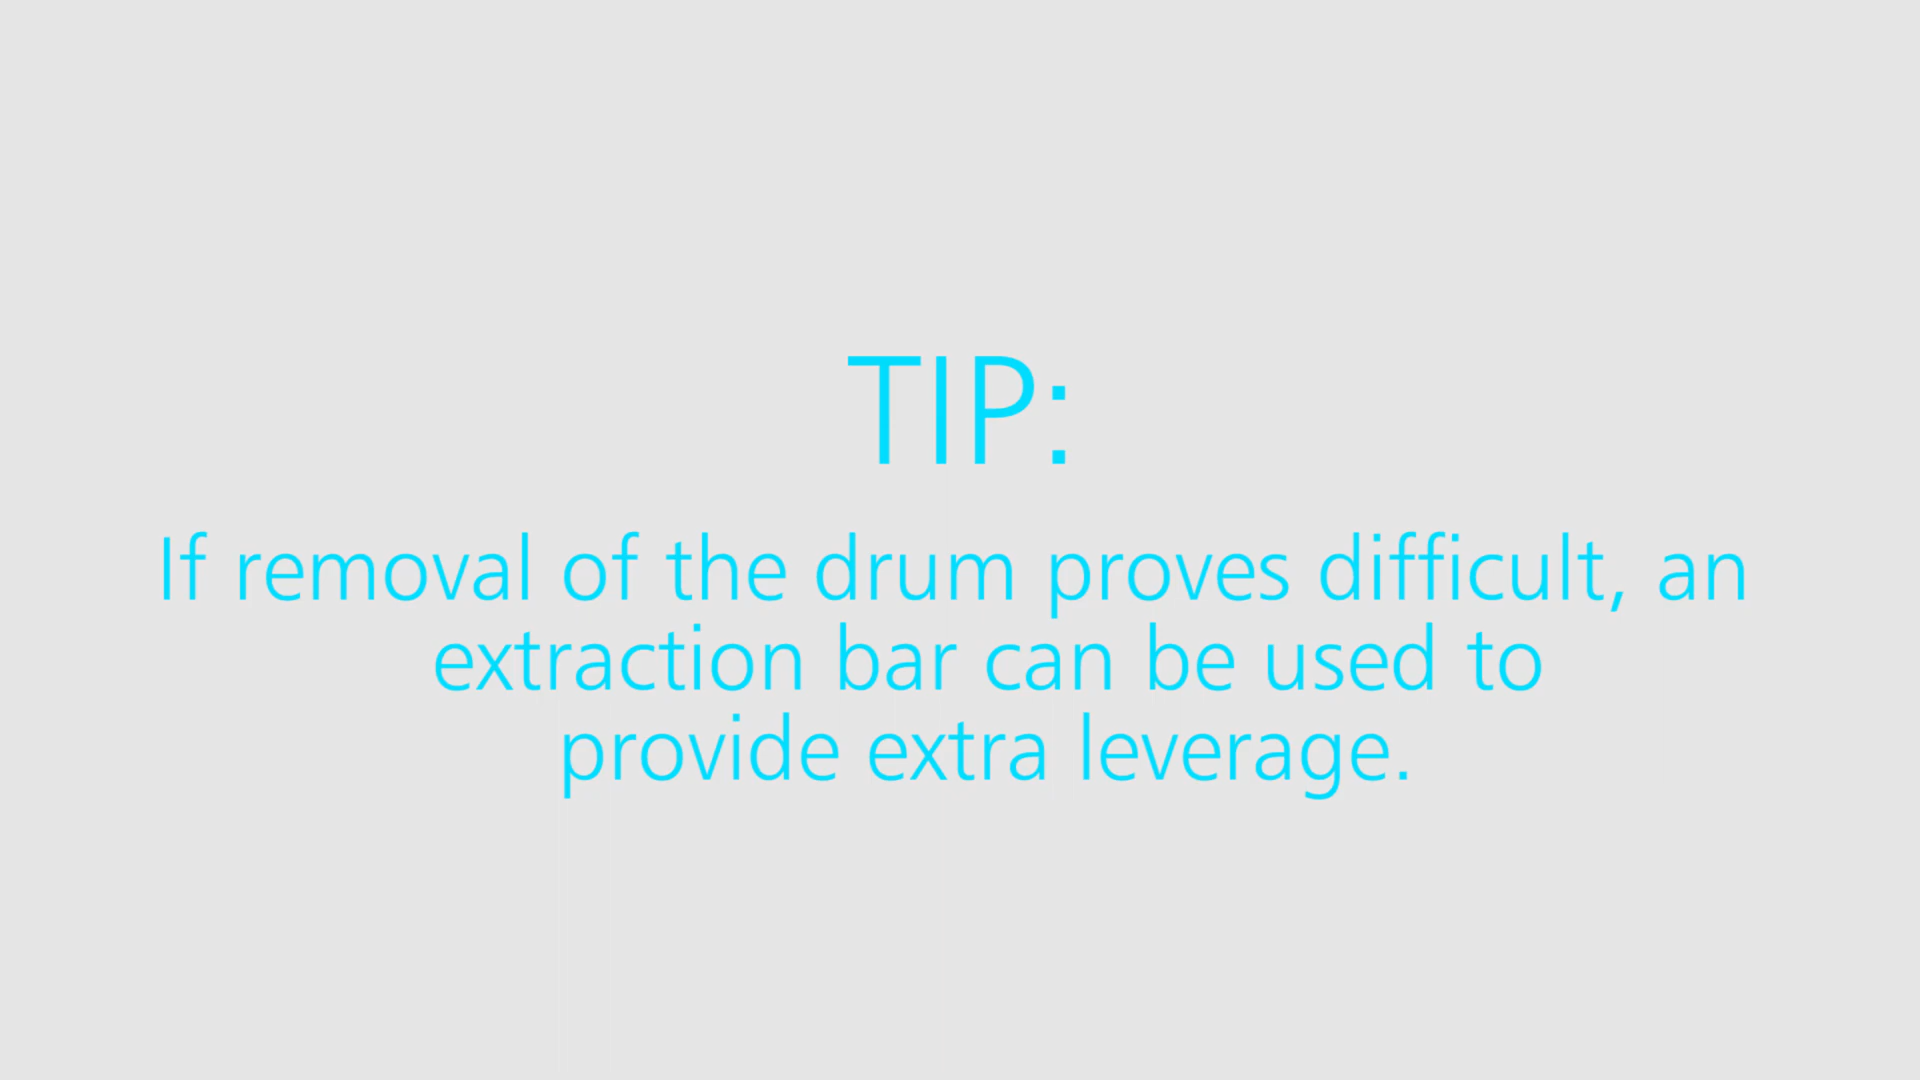 TIP:
If removal of the drum proves difficult, an
extraction bar can be used to
provide extra leverage.